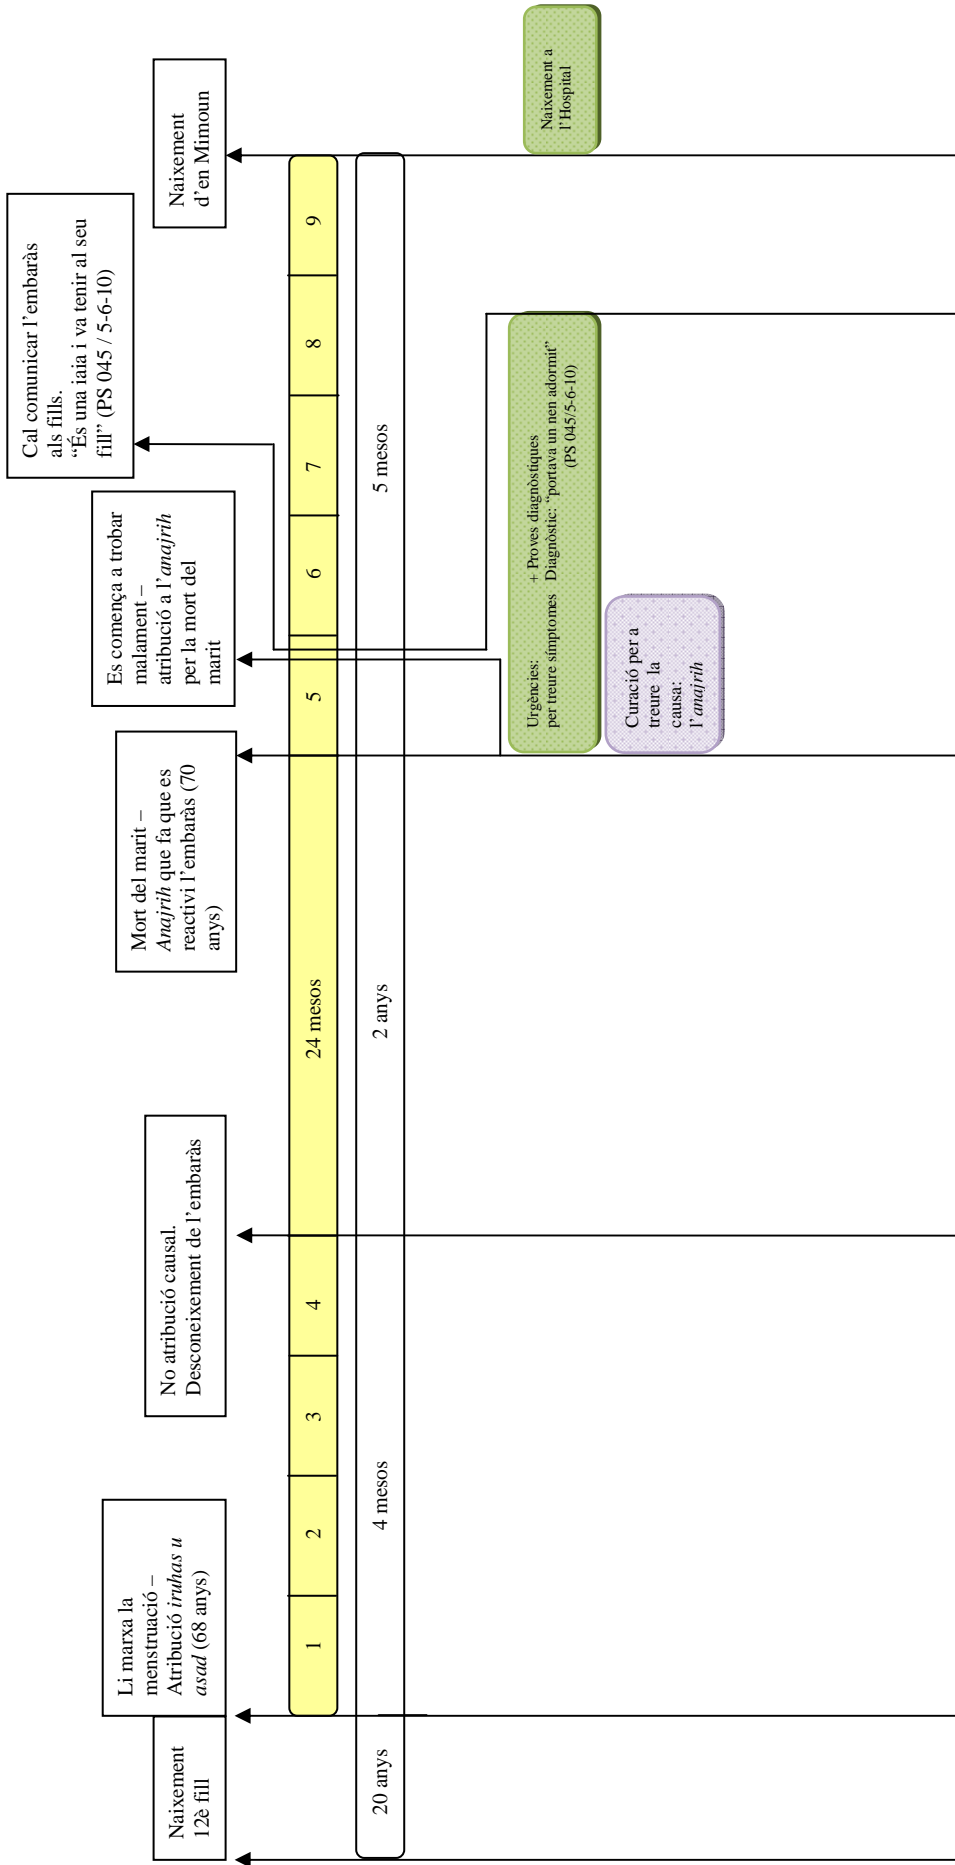 Naixement
12è fill
Li marxa la
menstruació –
Atribució iruhas u
asad (68 anys)
No atribució causal.
Desconeixement de l'embaràs
Mort del marit –
Anajrih que fa que es
reactivi l'embaràs (70
anys)
Es comença a trobar
malament –
atribució a l'anajrih
per la mort del
marit
Cal comunicar l'embaràs
als fills.
“És una iaia i va tenir al seu
fill” (PS 045 / 5-6-10)
Naixement
d'en Mimoun
1
2
3
4
24 mesos
5
6
7
8
9
20 anys
4 mesos
2 anys
5 mesos
Urgències: + Proves diagnòstiques
per treure símptomes Diagnòstic: “portava un nen adormit”
(PS 045/5-6-10)
Naixement a
l'Hospital
Curació per a
treure la
causa:
l'anajrih